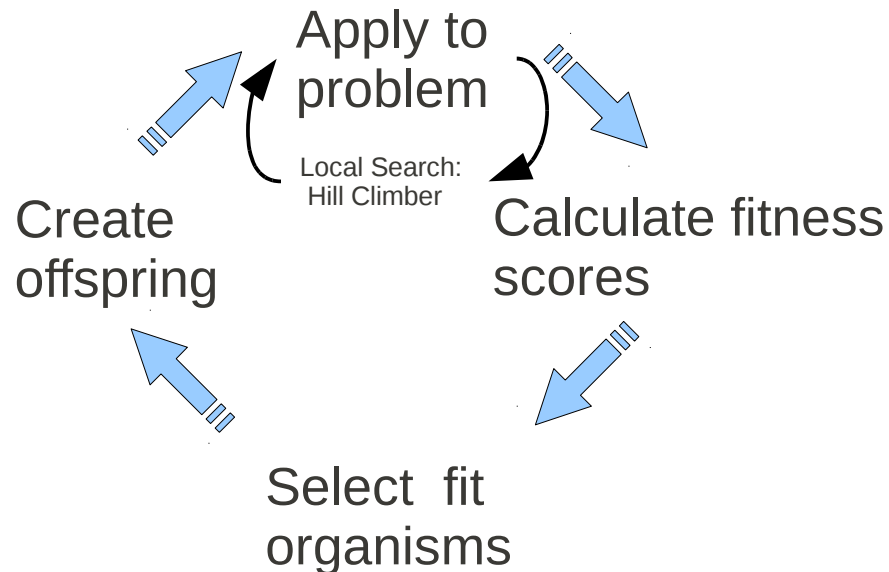 Apply to
problem
Local Search:
Hill Climber
Calculate fitness
scores
Select fit
organisms
Create
offspring